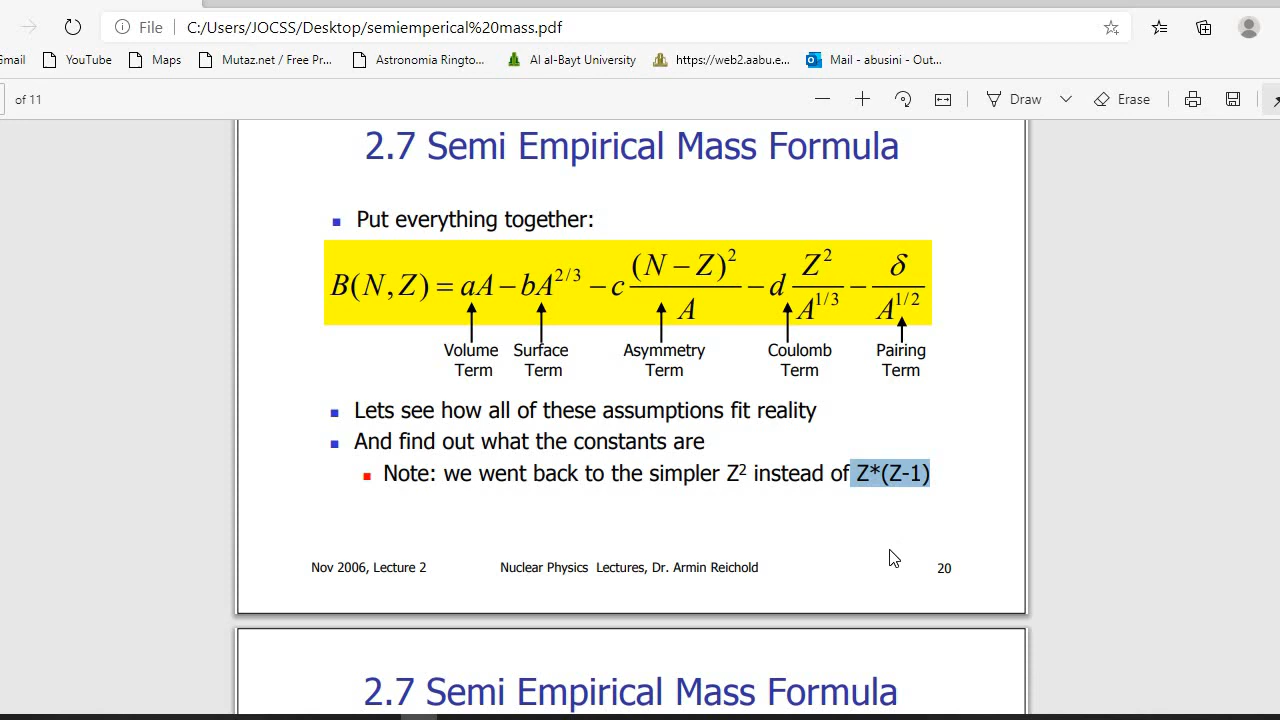 File C:/Users/JOCSS/Desktop/semiemperical%20mass.pdf
Gmail YouTube Maps Mutaz.net / Free Pr... Astronomia Ringto... Al al-Bayt University https://web2.aabu.e... Mail - abusini - Out...
of 11 Draw Erase
2.7 Semi Empirical Mass Formula
Put everything together:
B(N,Z) = aA − bA^{2/3} − c (N − Z)^2 / A − d Z^2 / A^{1/3} − δ / A^{1/2}
Volume Term Surface Term Asymmetry Term Coulomb Term Pairing Term
Lets see how all of these assumptions fit reality
And find out what the constants are
Note: we went back to the simpler Z² instead of Z*(Z-1)
Nov 2006, Lecture 2 Nuclear Physics Lectures, Dr. Armin Reichold 20
2.7 Semi Empirical Mass Formula